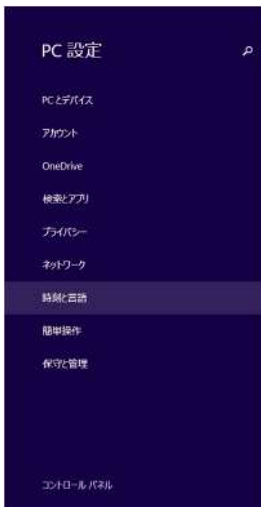 PC 設定
PCとデバイス
アカウント
OneDrive
検索とアプリ
プライバシー
ネットワーク
時刻と言語
簡単操作
保守と管理
コントロール パネル